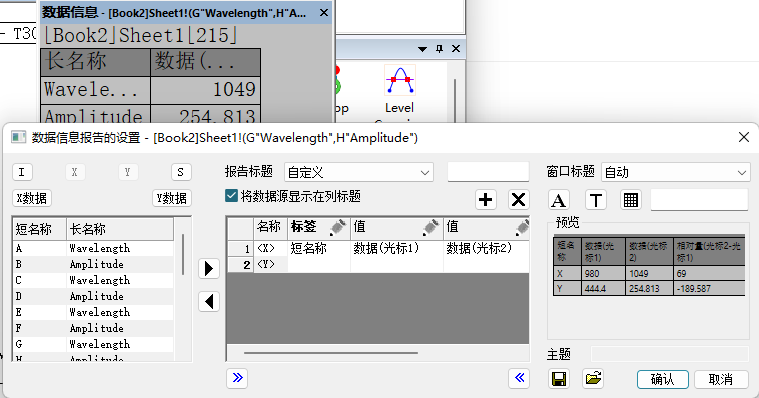 — T30
数据信息 - [Book2]Sheet1!(G"Wavelength",H"A...
[Book2]Sheet1[215]
长名称 数据(...
Wavele... 1049
Amplitude 254.813
Level
数据信息报告的设置 - [Book2]Sheet1!(G"Wavelength",H"Amplitude")
I X Y S
X数据 Y数据
短名称 长名称
A Wavelength
B Amplitude
C Wavelength
D Amplitude
E Wavelength
F Amplitude
G Wavelength
H Amplitude
报告标题 自定义
将数据源显示在列标题
名称 标签 值 值
1 <X> 短名称 数据(光标1) 数据(光标2)
2 <Y>
窗口标题 自动
A T
预览
短名称 数据(光标1) 数据(光标2) 相对量(光标2-光标1)
X 980 1049 69
Y 444.4 254.813 -189.587
主题
确认 取消